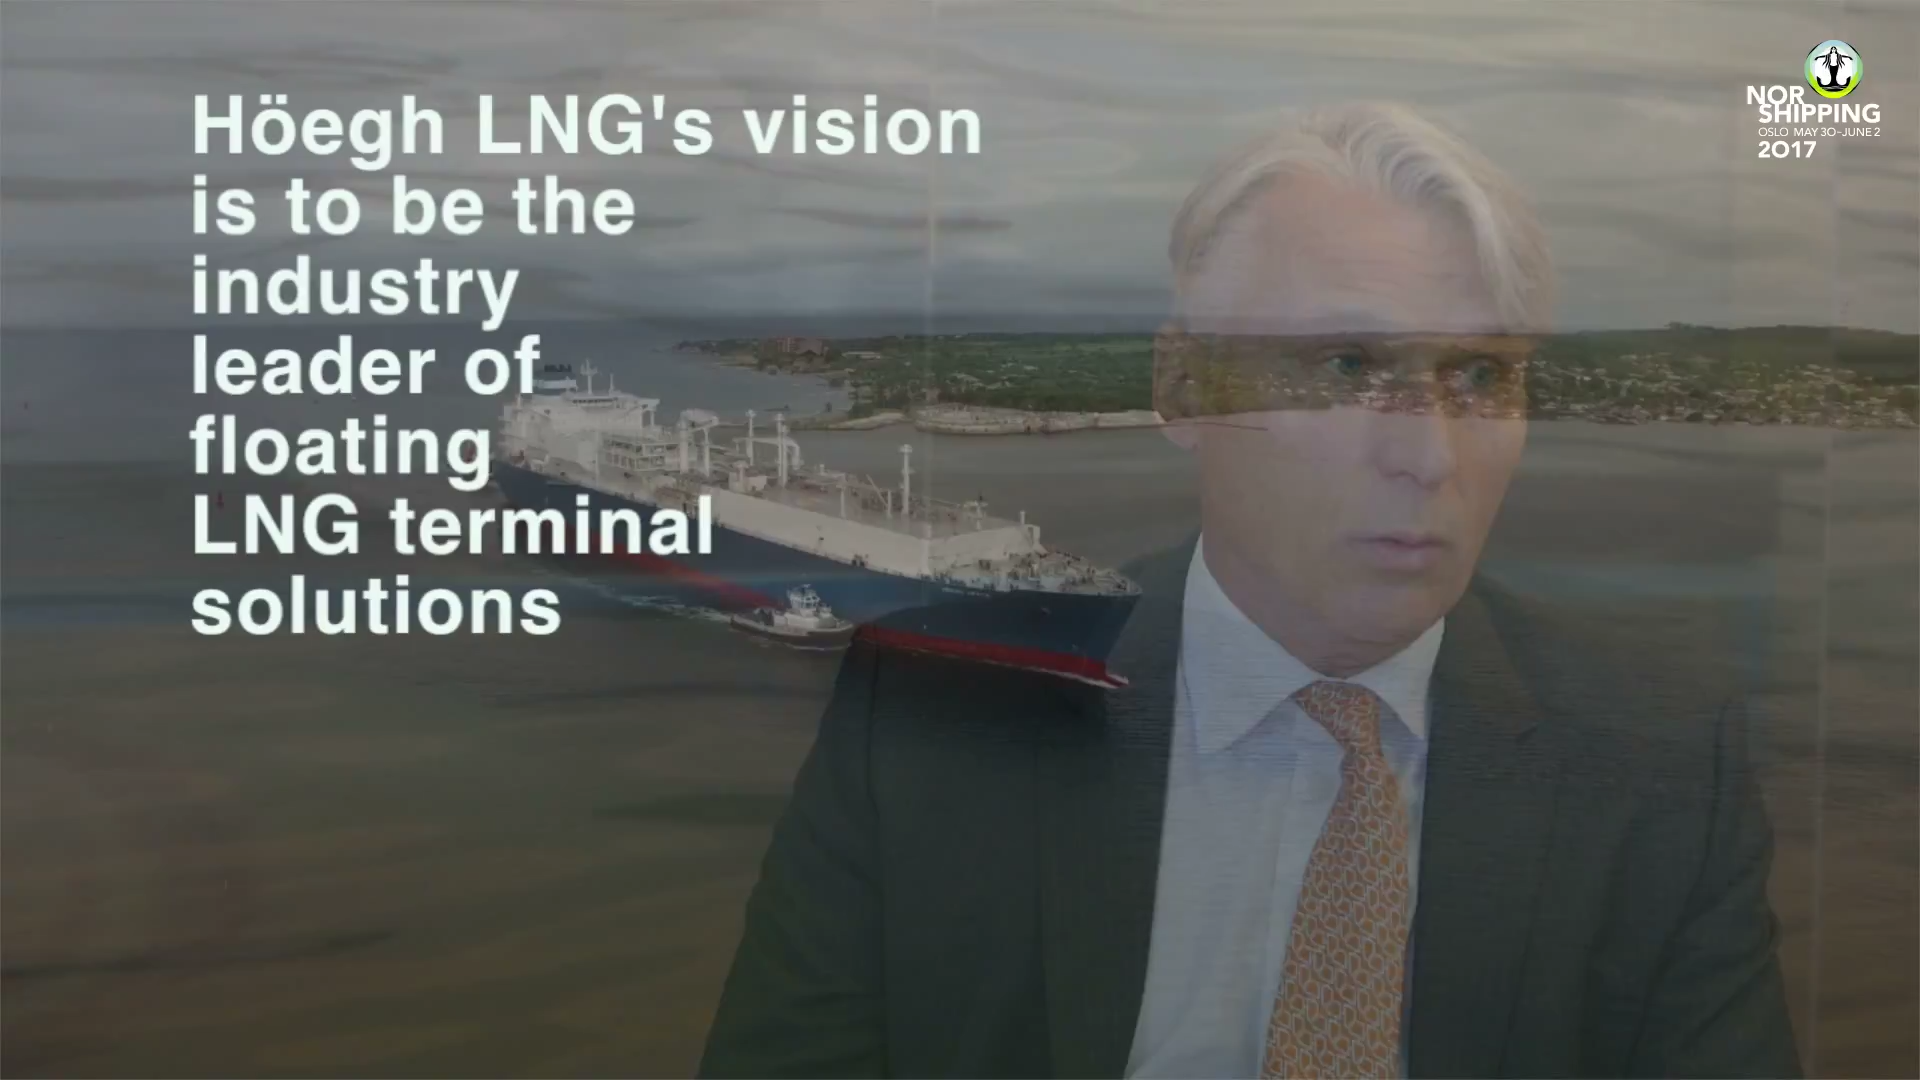 Höegh LNG's vision
is to be the
industry
leader of
floating
LNG terminal
solutions
NOR
SHIPPING
OSLO MAY 30-JUNE 2
2017